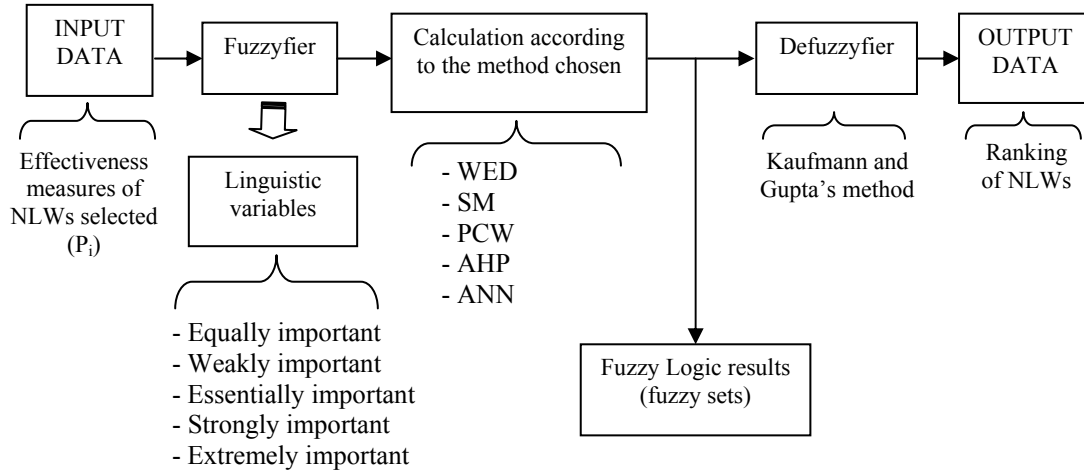 INPUT
DATA
Fuzzyfier
Calculation according
to the method chosen
Defuzzyfier
OUTPUT
DATA
Effectiveness
measures of
NLWs selected
(Pi)
Linguistic
variables
- WED
- SM
- PCW
- AHP
- ANN
Kaufmann and
Gupta's method
Ranking
of NLWs
- Equally important
- Weakly important
- Essentially important
- Strongly important
- Extremely important
Fuzzy Logic results
(fuzzy sets)